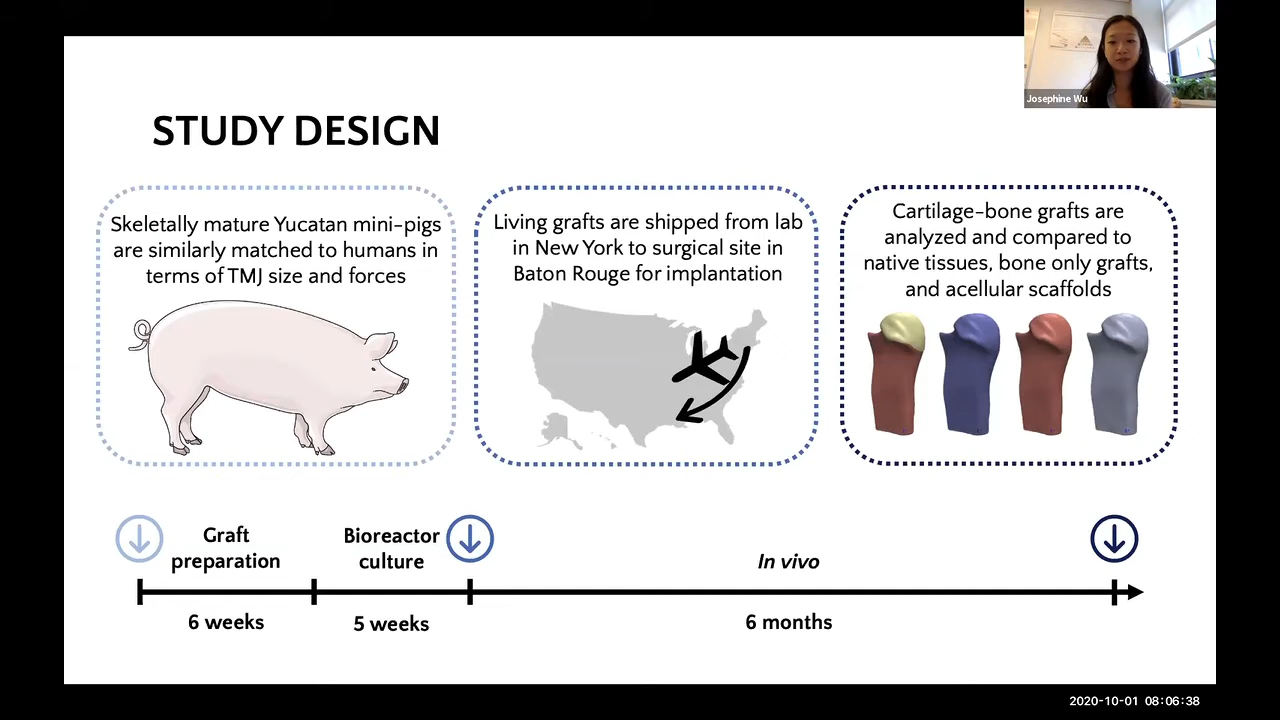 Josephine Wu
STUDY DESIGN
Skeletally mature Yucatan mini-pigs
are similarly matched to humans in
terms of TMJ size and forces
Living grafts are shipped from lab
in New York to surgical site in
Baton Rouge for implantation
Cartilage-bone grafts are
analyzed and compared to
native tissues, bone only grafts,
and acellular scaffolds
Graft
preparation
Bioreactor
culture
In vivo
6 weeks
5 weeks
6 months
2020-10-01 08:06:38